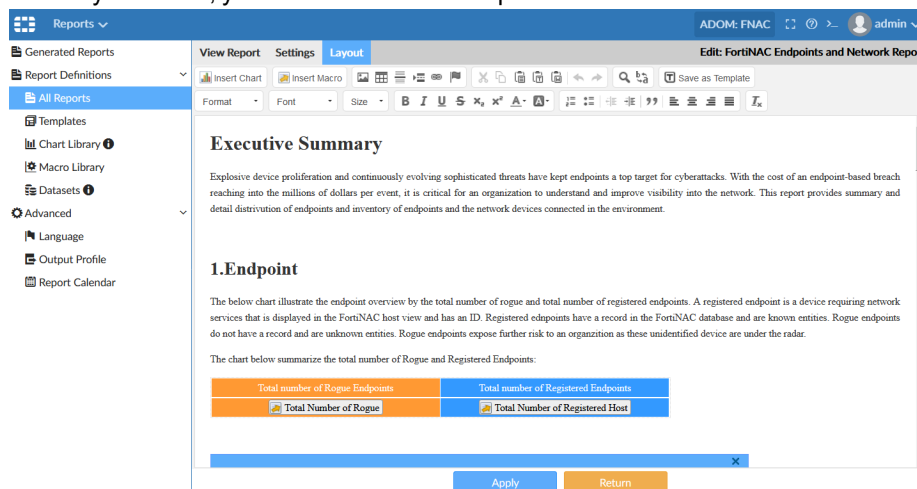 Reports
ADOM: FNAC
admin
Generated Reports
Report Definitions
All Reports
Templates
Chart Library
Macro Library
Datasets
Advanced
Language
Output Profile
Report Calendar
View Report Settings Layout
Edit: FortiNAC Endpoints and Network Repo
Insert Chart Insert Macro Save as Template
Format Font Size B I U S x₂ x² A A
Executive Summary
Explosive device proliferation and continuously evolving sophisticated threats have kept endpoints a top target for cyberattacks. With the cost of an endpoint-based breach
reaching into the millions of dollars per event, it is critical for an organization to understand and improve visibility into the network. This report provides summary and
detail distrivution of endpoints and inventory of endpoints and the network devices connected in the environment.
1.Endpoint
The below chart illustrate the endpoint overview by the total number of rogue and total number of registered endpoints. A registered endpoint is a device requiring network
services that is displayed in the FortiNAC host view and has an ID. Registered ednpoints have a record in the FortiNAC database and are known entities. Rogue endpoints
do not have a record and are unknown entities. Rogue endpoints expose further risk to an organztion as these unidentified device are under the radar.
The chart below summarize the total number of Rogue and Registered Endpoints:
Total number of Rogue Endpoints Total number of Registered Endpoints
Total Number of Rogue Total Number of Registered Host
Apply Return